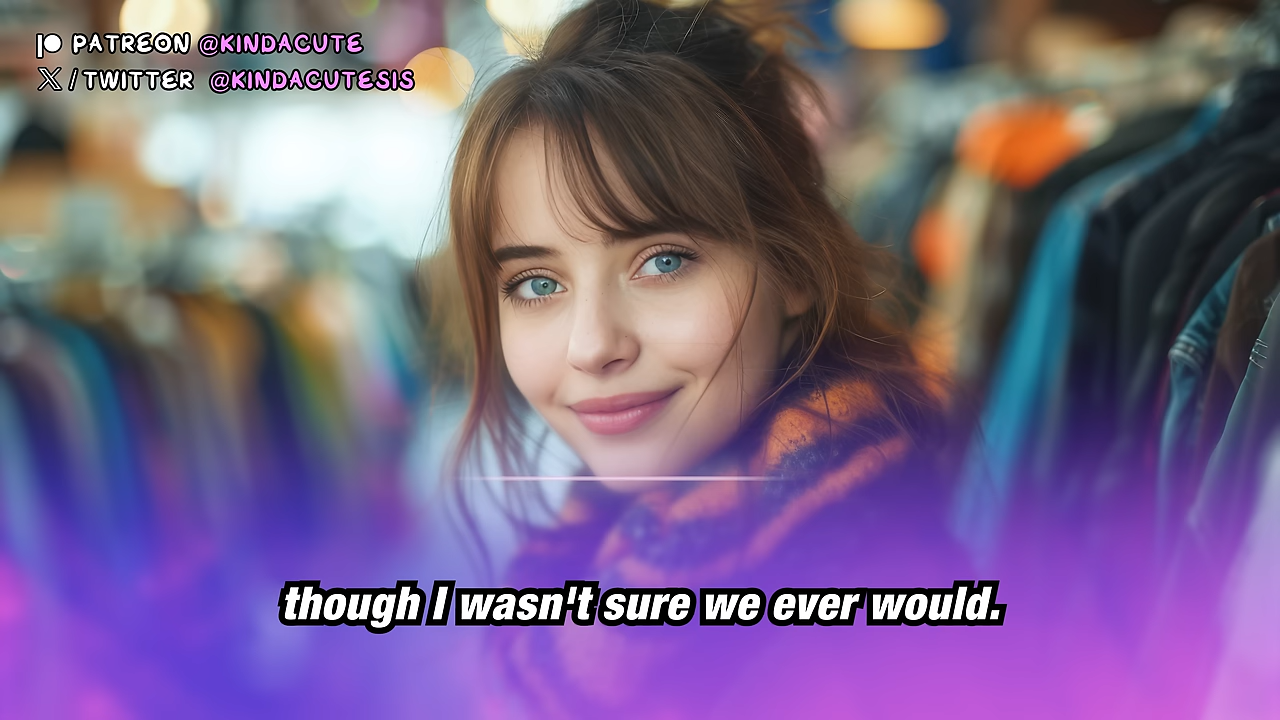 PATREON @KINDACUTE
X/TWITTER @KINDACUTESIS
though I wasn't sure we ever would.